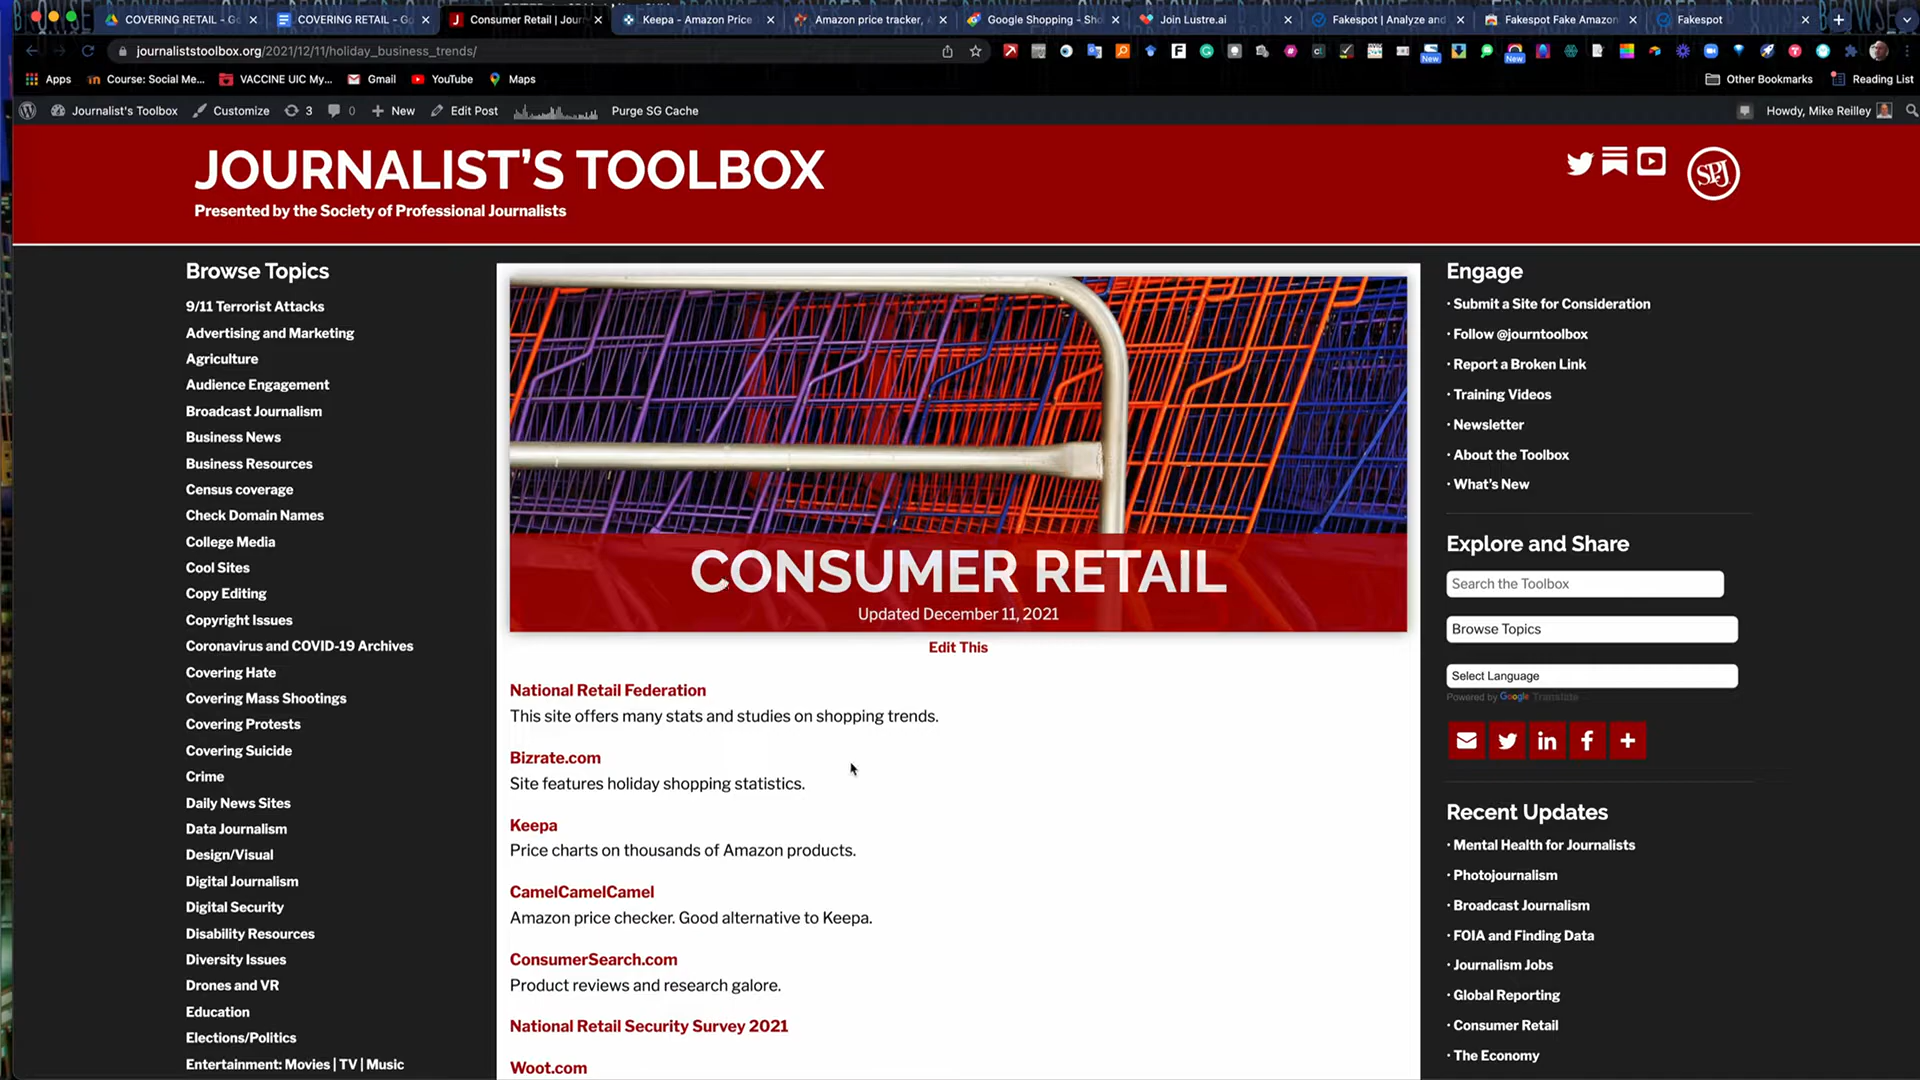 COVERING RETAIL - Go
COVERING RETAIL - Go
Consumer Retail | Jour
Keepa - Amazon Price
Amazon price tracker,
Google Shopping - Sho
Join Lustre.ai
Fakespot | Analyze and
Fakespot Fake Amazon
Fakespot
journaliststoolbox.org/2021/12/11/holiday_business_trends/
New
New
Apps
Course: Social Me...
VACCINE UIC My...
Gmail
YouTube
Maps
Other Bookmarks
Reading List
Journalist's Toolbox
Customize
3
0
New
Edit Post
Purge SG Cache
Howdy, Mike Reilley
JOURNALIST'S TOOLBOX
Presented by the Society of Professional Journalists
SPJ
Browse Topics
9/11 Terrorist Attacks
Advertising and Marketing
Agriculture
Audience Engagement
Broadcast Journalism
Business News
Business Resources
Census coverage
Check Domain Names
College Media
Cool Sites
Copy Editing
Copyright Issues
Coronavirus and COVID-19 Archives
Covering Hate
Covering Mass Shootings
Covering Protests
Covering Suicide
Crime
Daily News Sites
Data Journalism
Design/Visual
Digital Journalism
Digital Security
Disability Resources
Diversity Issues
Drones and VR
Education
Elections/Politics
Entertainment: Movies | TV | Music
CONSUMER RETAIL
Updated December 11, 2021
Edit This
National Retail Federation
This site offers many stats and studies on shopping trends.
Bizrate.com
Site features holiday shopping statistics.
Keepa
Price charts on thousands of Amazon products.
CamelCamelCamel
Amazon price checker. Good alternative to Keepa.
ConsumerSearch.com
Product reviews and research galore.
National Retail Security Survey 2021
Woot.com
Engage
· Submit a Site for Consideration
· Follow @journtoolbox
· Report a Broken Link
· Training Videos
· Newsletter
· About the Toolbox
· What's New
Explore and Share
Search the Toolbox
Browse Topics
Select Language
Powered by Google Translate
Recent Updates
· Mental Health for Journalists
· Photojournalism
· Broadcast Journalism
· FOIA and Finding Data
· Journalism Jobs
· Global Reporting
· Consumer Retail
· The Economy